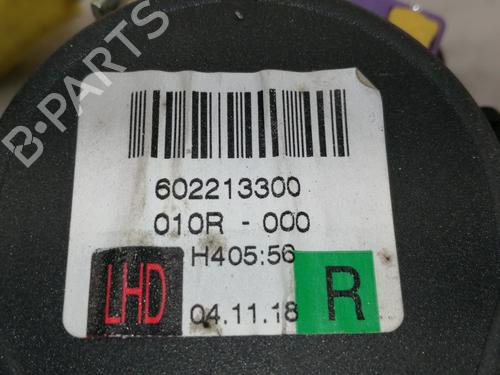 B-PARTS
602213300
010R - 000
H405:56
LHD
04.11.18
R